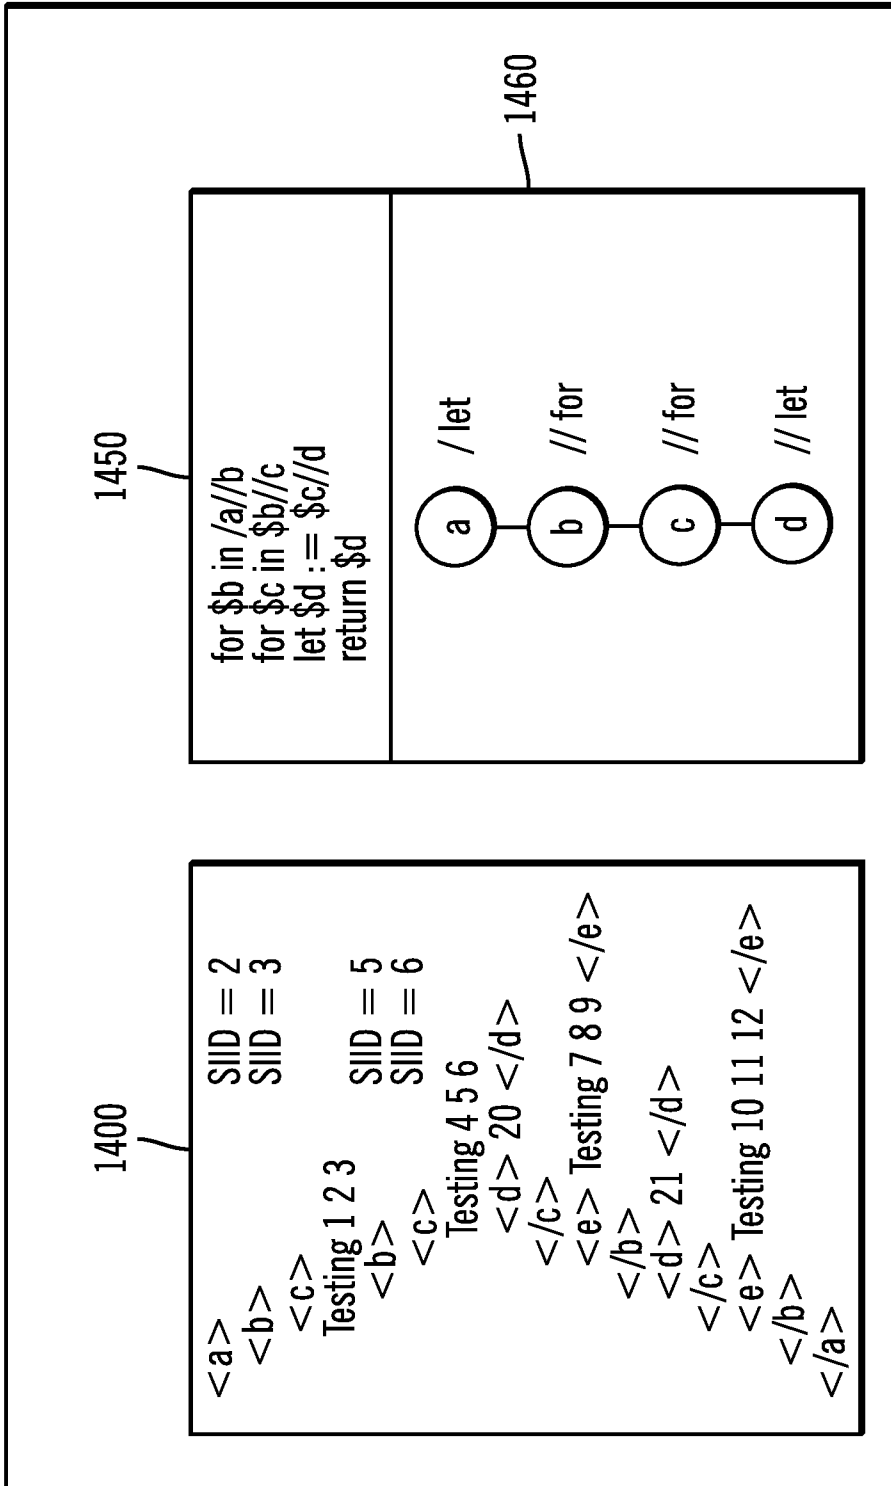 1400
<a> SIID = 2
<b> SIID = 3
<c>
Testing 1 2 3
<b> SIID = 5
<c> SIID = 6
Testing 4 5 6
<d> 20 </d>
</c>
<e> Testing 7 8 9 </e>
</b>
<d> 21 </d>
</c>
<e> Testing 10 11 12 </e>
</b>
</a>
1450
for $b in /a//b
for $c in $b//c
let $d := $c//d
return $d
1460
a / let
b // for
c // for
d // let